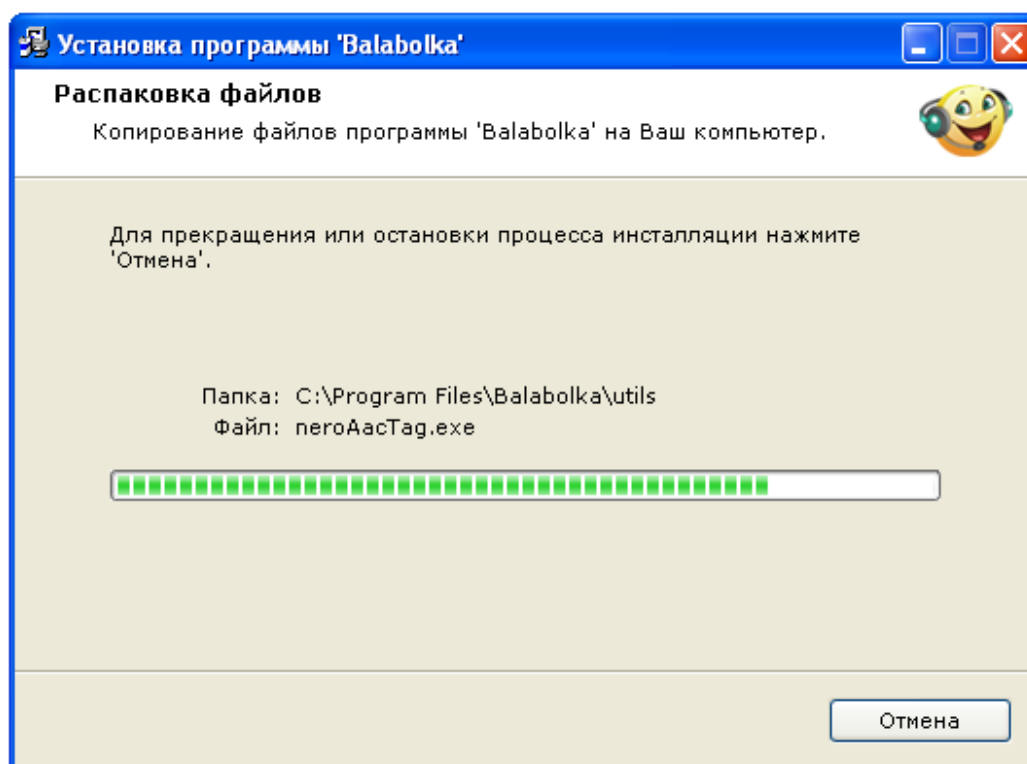 Установка программы 'Balabolka'
Распаковка файлов
Копирование файлов программы 'Balabolka' на Ваш компьютер.
Для прекращения или остановки процесса инсталляции нажмите
'Отмена'.
Папка: C:\Program Files\Balabolka\utils
Файл: neroAacTag.exe
Отмена